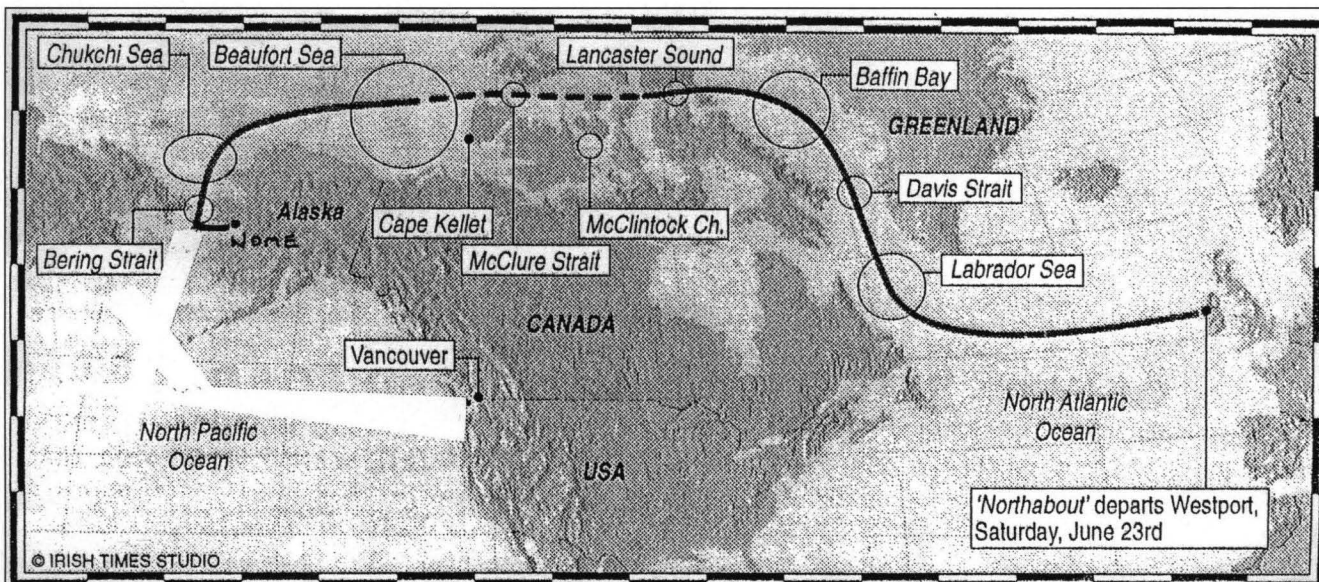 Chukchi Sea
Beaufort Sea
Lancaster Sound
Baffin Bay
GREENLAND
Davis Strait
Alaska
NOME
Cape Kellet
McClintock Ch.
Bering Strait
McClure Strait
Labrador Sea
CANADA
Vancouver
North Pacific
Ocean
North Atlantic
Ocean
USA
'Northabout' departs Westport,
Saturday, June 23rd
© IRISH TIMES STUDIO